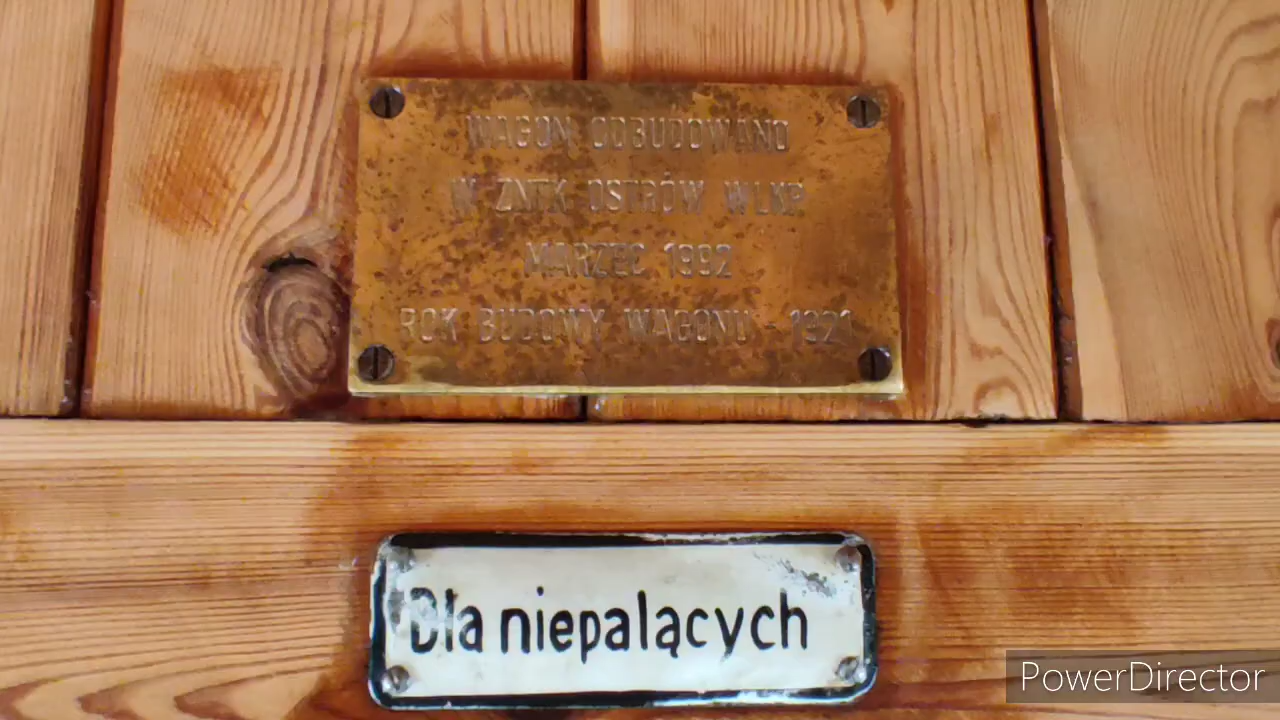 WAGON ODBUDOWANO
W ZNTK OSTRÓW WLKP.
MARZEC 1992
ROK BUDOWY WAGONU - 1921
Dla niepalących
PowerDirector